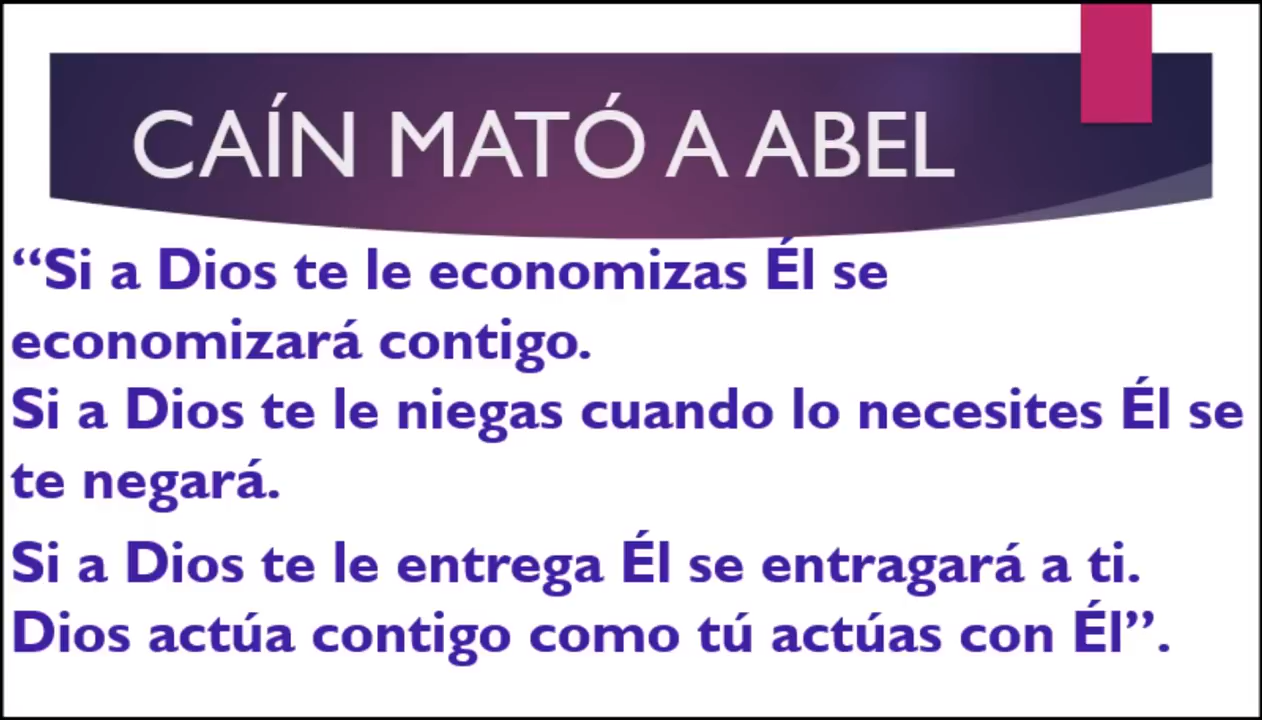 CAÍN MATÓ A ABEL
“Si a Dios te le economizas Él se
economizará contigo.
Si a Dios te le niegas cuando lo necesites Él se
te negará.
Si a Dios te le entrega Él se entragará a ti.
Dios actúa contigo como tú actúas con Él”.